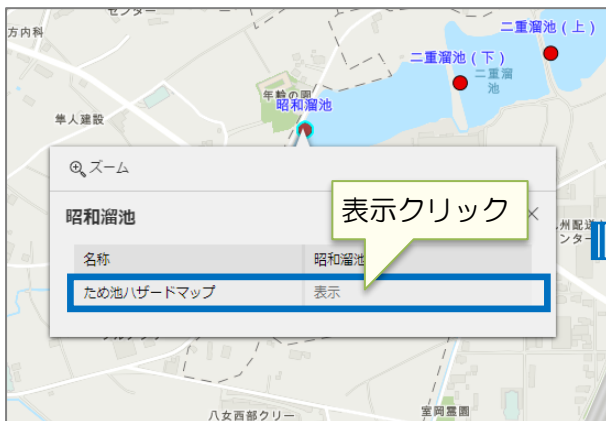 センター
方内科
二重溜池（上）
二重溜池（下）
二重溜
池
年輪の園
昭和溜池
隼人建設
ズーム
昭和溜池
表示クリック
州配送
ンター
名称
昭和溜池
ため池ハザードマップ
表示
八女西部クリー
室岡霊園